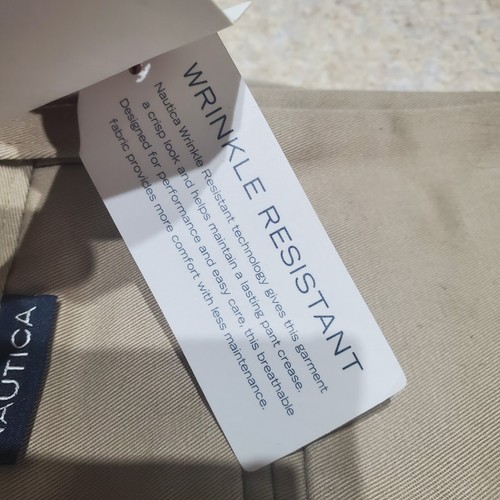 WRINKLE RESISTANT
Nautica Wrinkle Resistant technology gives this garment
a crisp look and helps maintain a lasting pant crease.
Designed for performance and easy care, this breathable
fabric provides more comfort with less maintenance.
NAUTICA